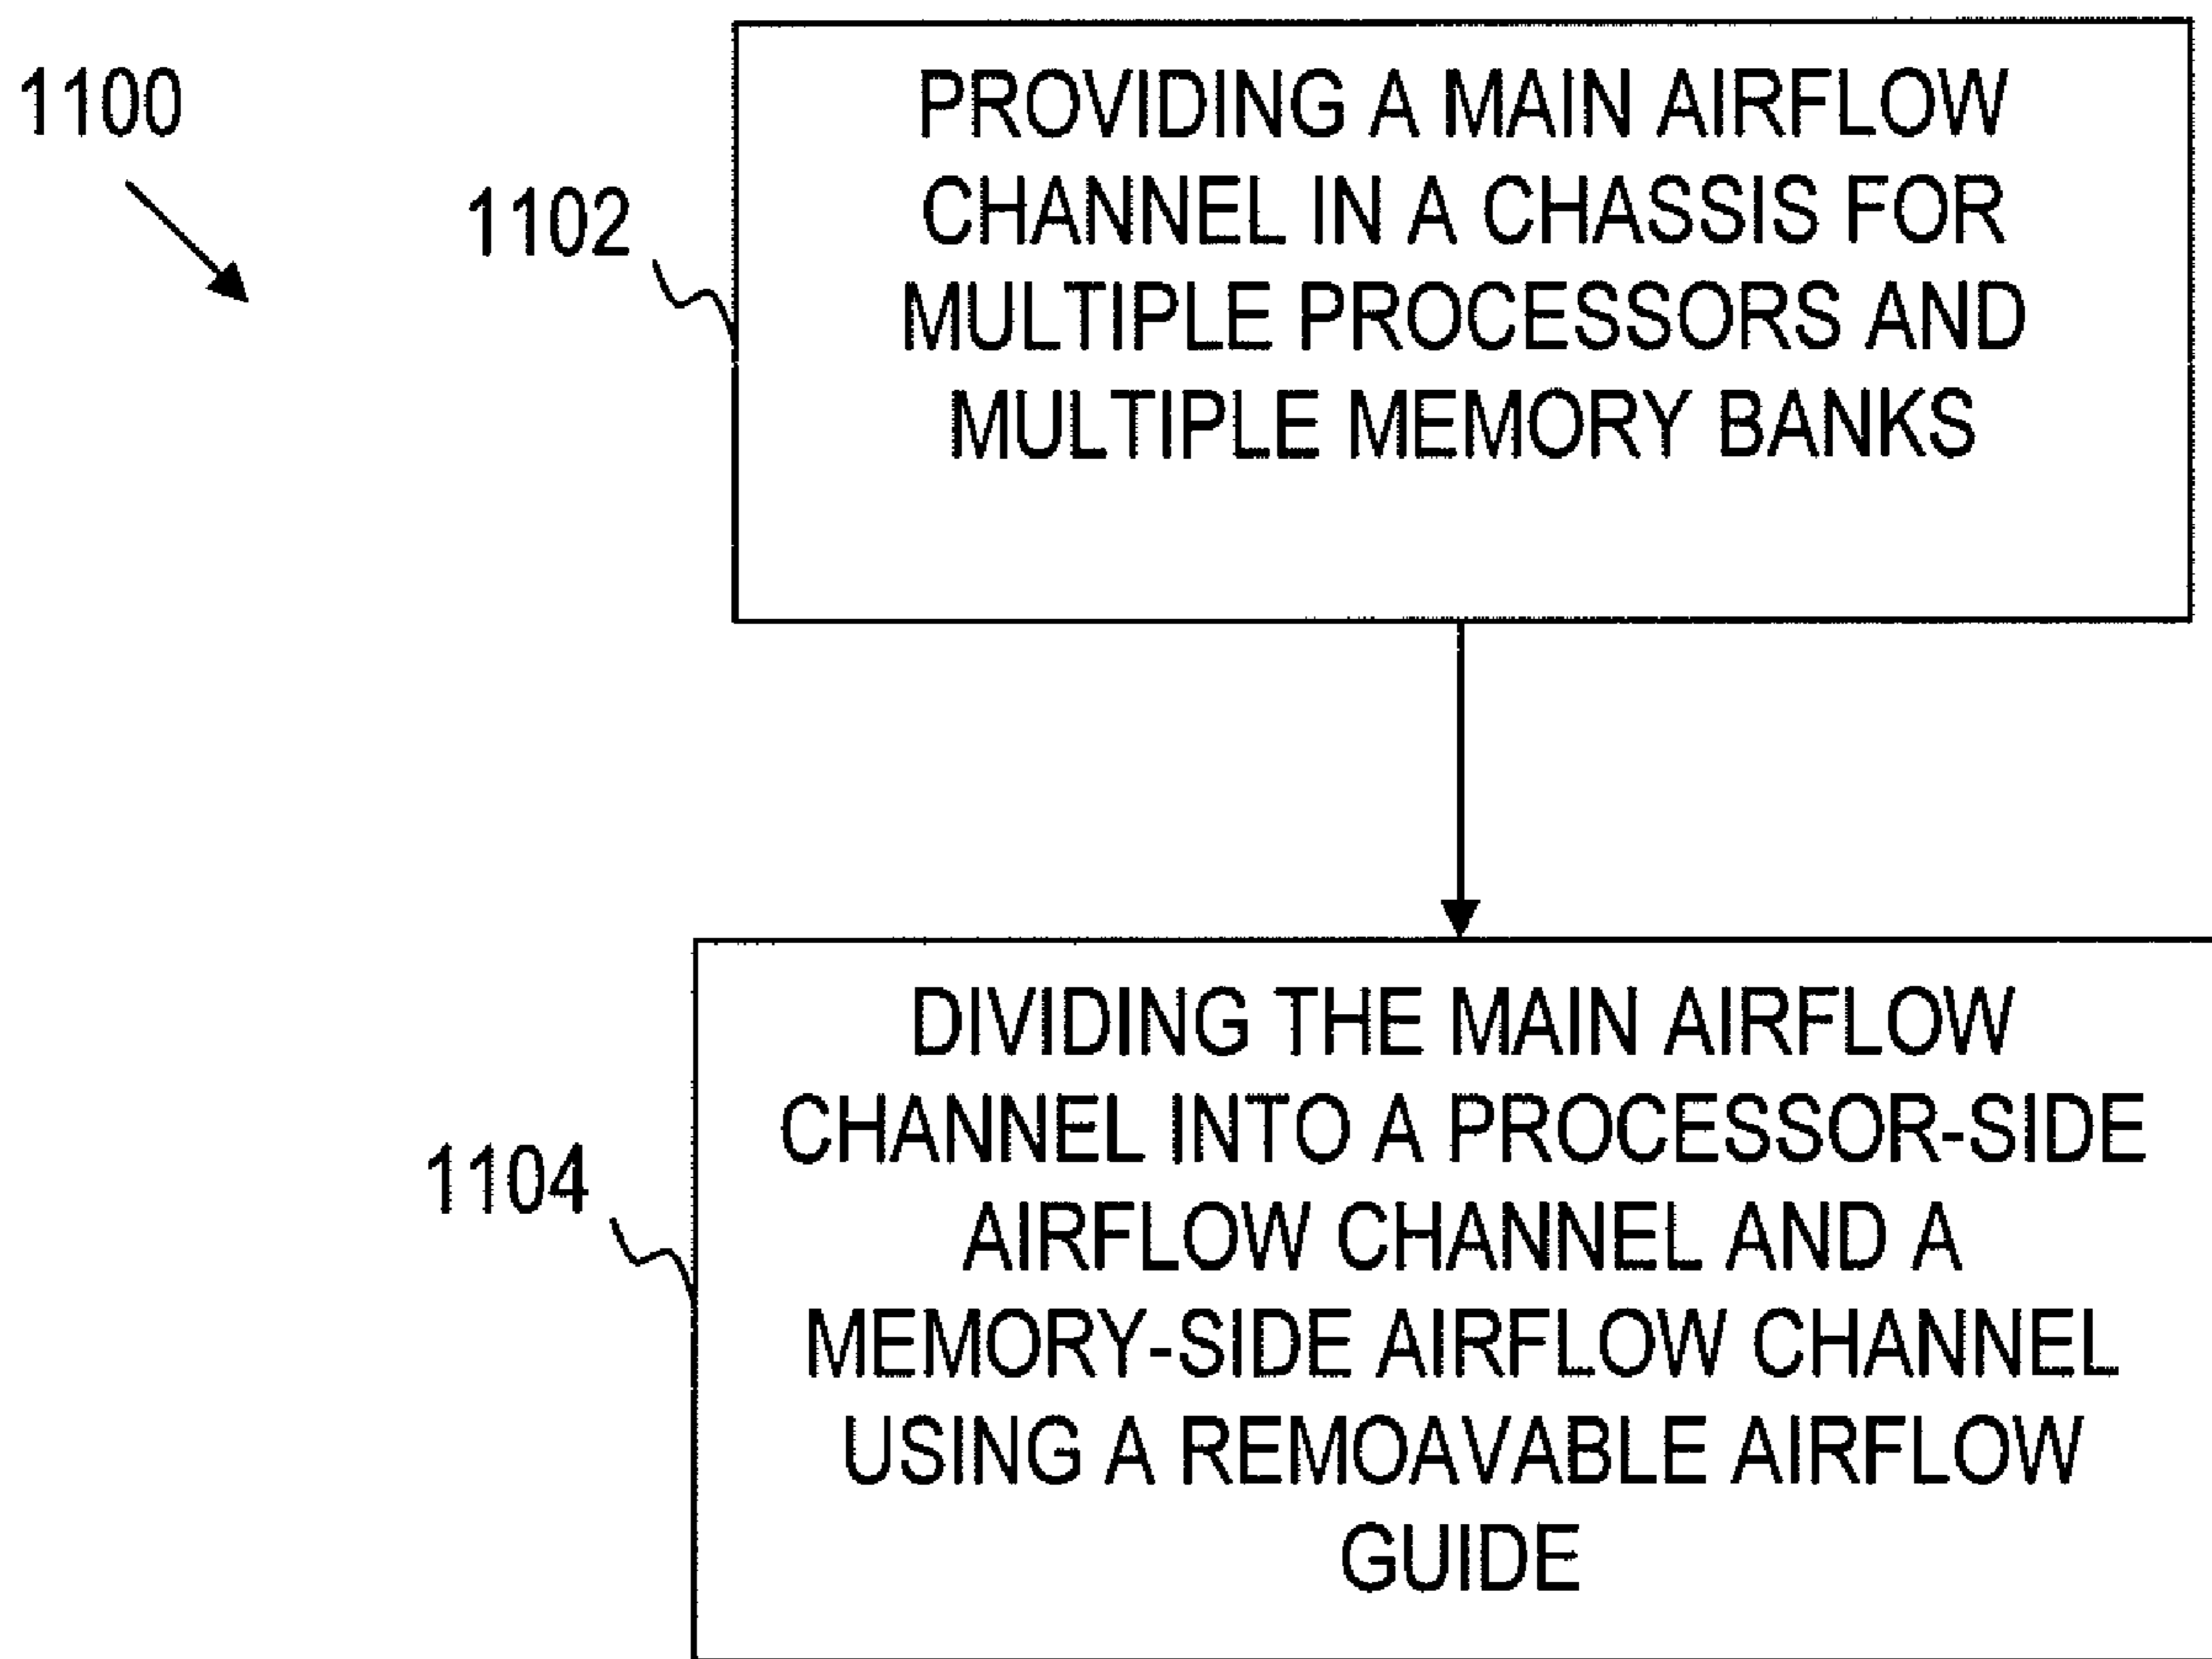 1100
1102
PROVIDING A MAIN AIRFLOW
CHANNEL IN A CHASSIS FOR
MULTIPLE PROCESSORS AND
MULTIPLE MEMORY BANKS
1104
DIVIDING THE MAIN AIRFLOW
CHANNEL INTO A PROCESSOR-SIDE
AIRFLOW CHANNEL AND A
MEMORY-SIDE AIRFLOW CHANNEL
USING A REMOAVABLE AIRFLOW
GUIDE